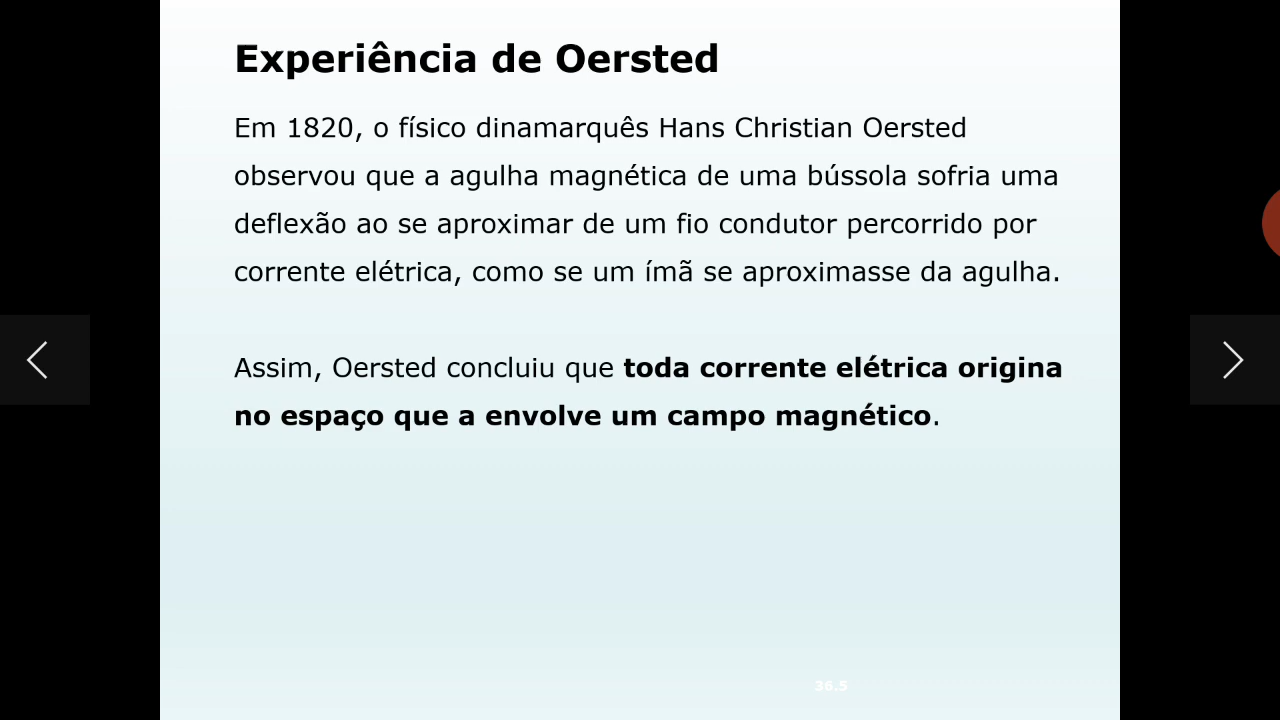 Experiência de Oersted
Em 1820, o físico dinamarquês Hans Christian Oersted
observou que a agulha magnética de uma bússola sofria uma
deflexão ao se aproximar de um fio condutor percorrido por
corrente elétrica, como se um ímã se aproximasse da agulha.
Assim, Oersted concluiu que toda corrente elétrica origina
no espaço que a envolve um campo magnético.
36.5